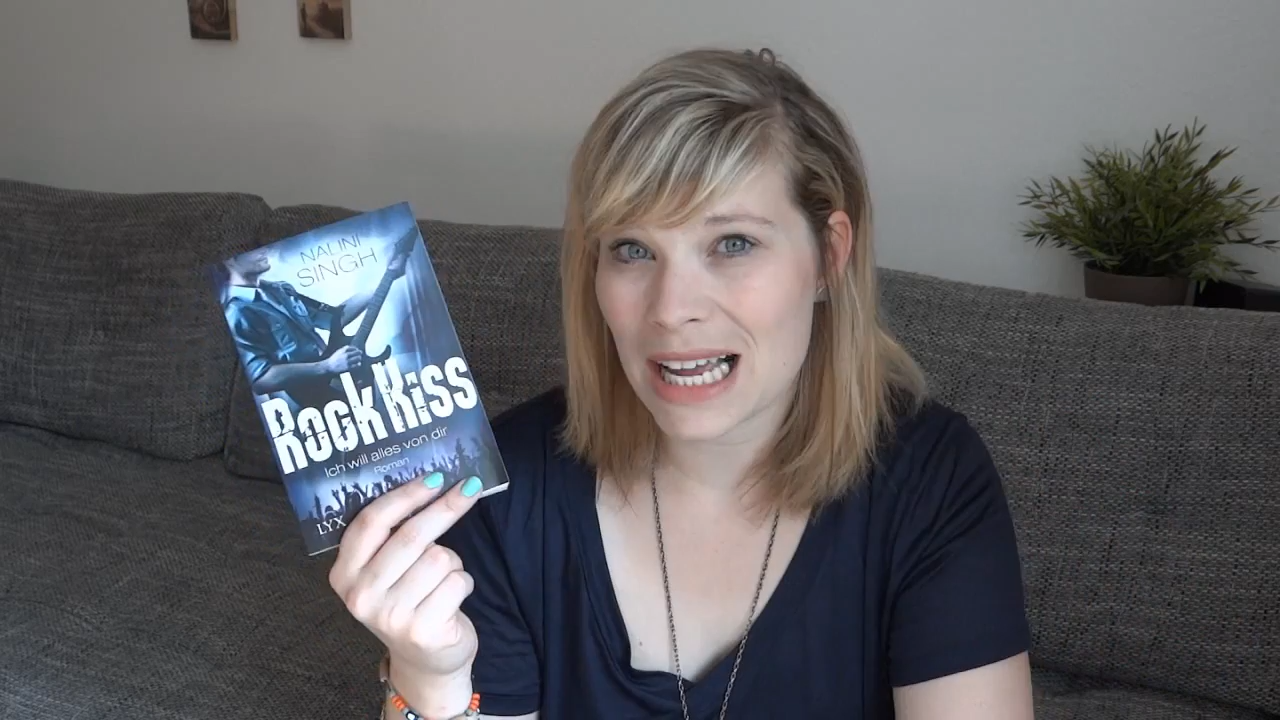 NALINI
SINGH
Rock Kiss
Ich will alles von dir
Roman
LYX